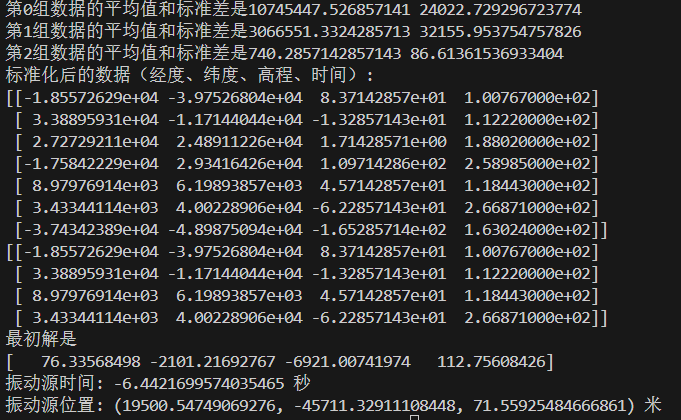 第0组数据的平均值和标准差是10745447.526857141 24022.729296723774
第1组数据的平均值和标准差是3066551.3324285713 32155.953754757826
第2组数据的平均值和标准差是740.2857142857143 86.61361536933404
标准化后的数据（经度、纬度、高程、时间）:
[[-1.85572629e+04 -3.97526804e+04  8.37142857e+01  1.00767000e+02]
 [ 3.38895931e+04 -1.17144044e+04 -1.32857143e+01  1.12220000e+02]
 [ 2.72729211e+04  2.48911226e+04  1.71428571e+00  1.88020000e+02]
 [-1.75842229e+04  2.93416426e+04  1.09714286e+02  2.58985000e+02]
 [ 8.97976914e+03  6.19893857e+03  4.57142857e+01  1.18443000e+02]
 [ 3.43344114e+03  4.00228906e+04 -6.22857143e+01  2.66871000e+02]
 [-3.74342389e+04 -4.89875094e+04 -1.65285714e+02  1.63024000e+02]]
[[-1.85572629e+04 -3.97526804e+04  8.37142857e+01  1.00767000e+02]
 [ 3.38895931e+04 -1.17144044e+04 -1.32857143e+01  1.12220000e+02]
 [ 8.97976914e+03  6.19893857e+03  4.57142857e+01  1.18443000e+02]
 [ 3.43344114e+03  4.00228906e+04 -6.22857143e+01  2.66871000e+02]]
最初解是
[   76.33568498 -2101.21692767 -6921.00741974   112.75608426]
振动源时间: -6.4421699574035465 秒
振动源位置: (19500.54749069276, -45711.32911108448, 71.55925484666861) 米